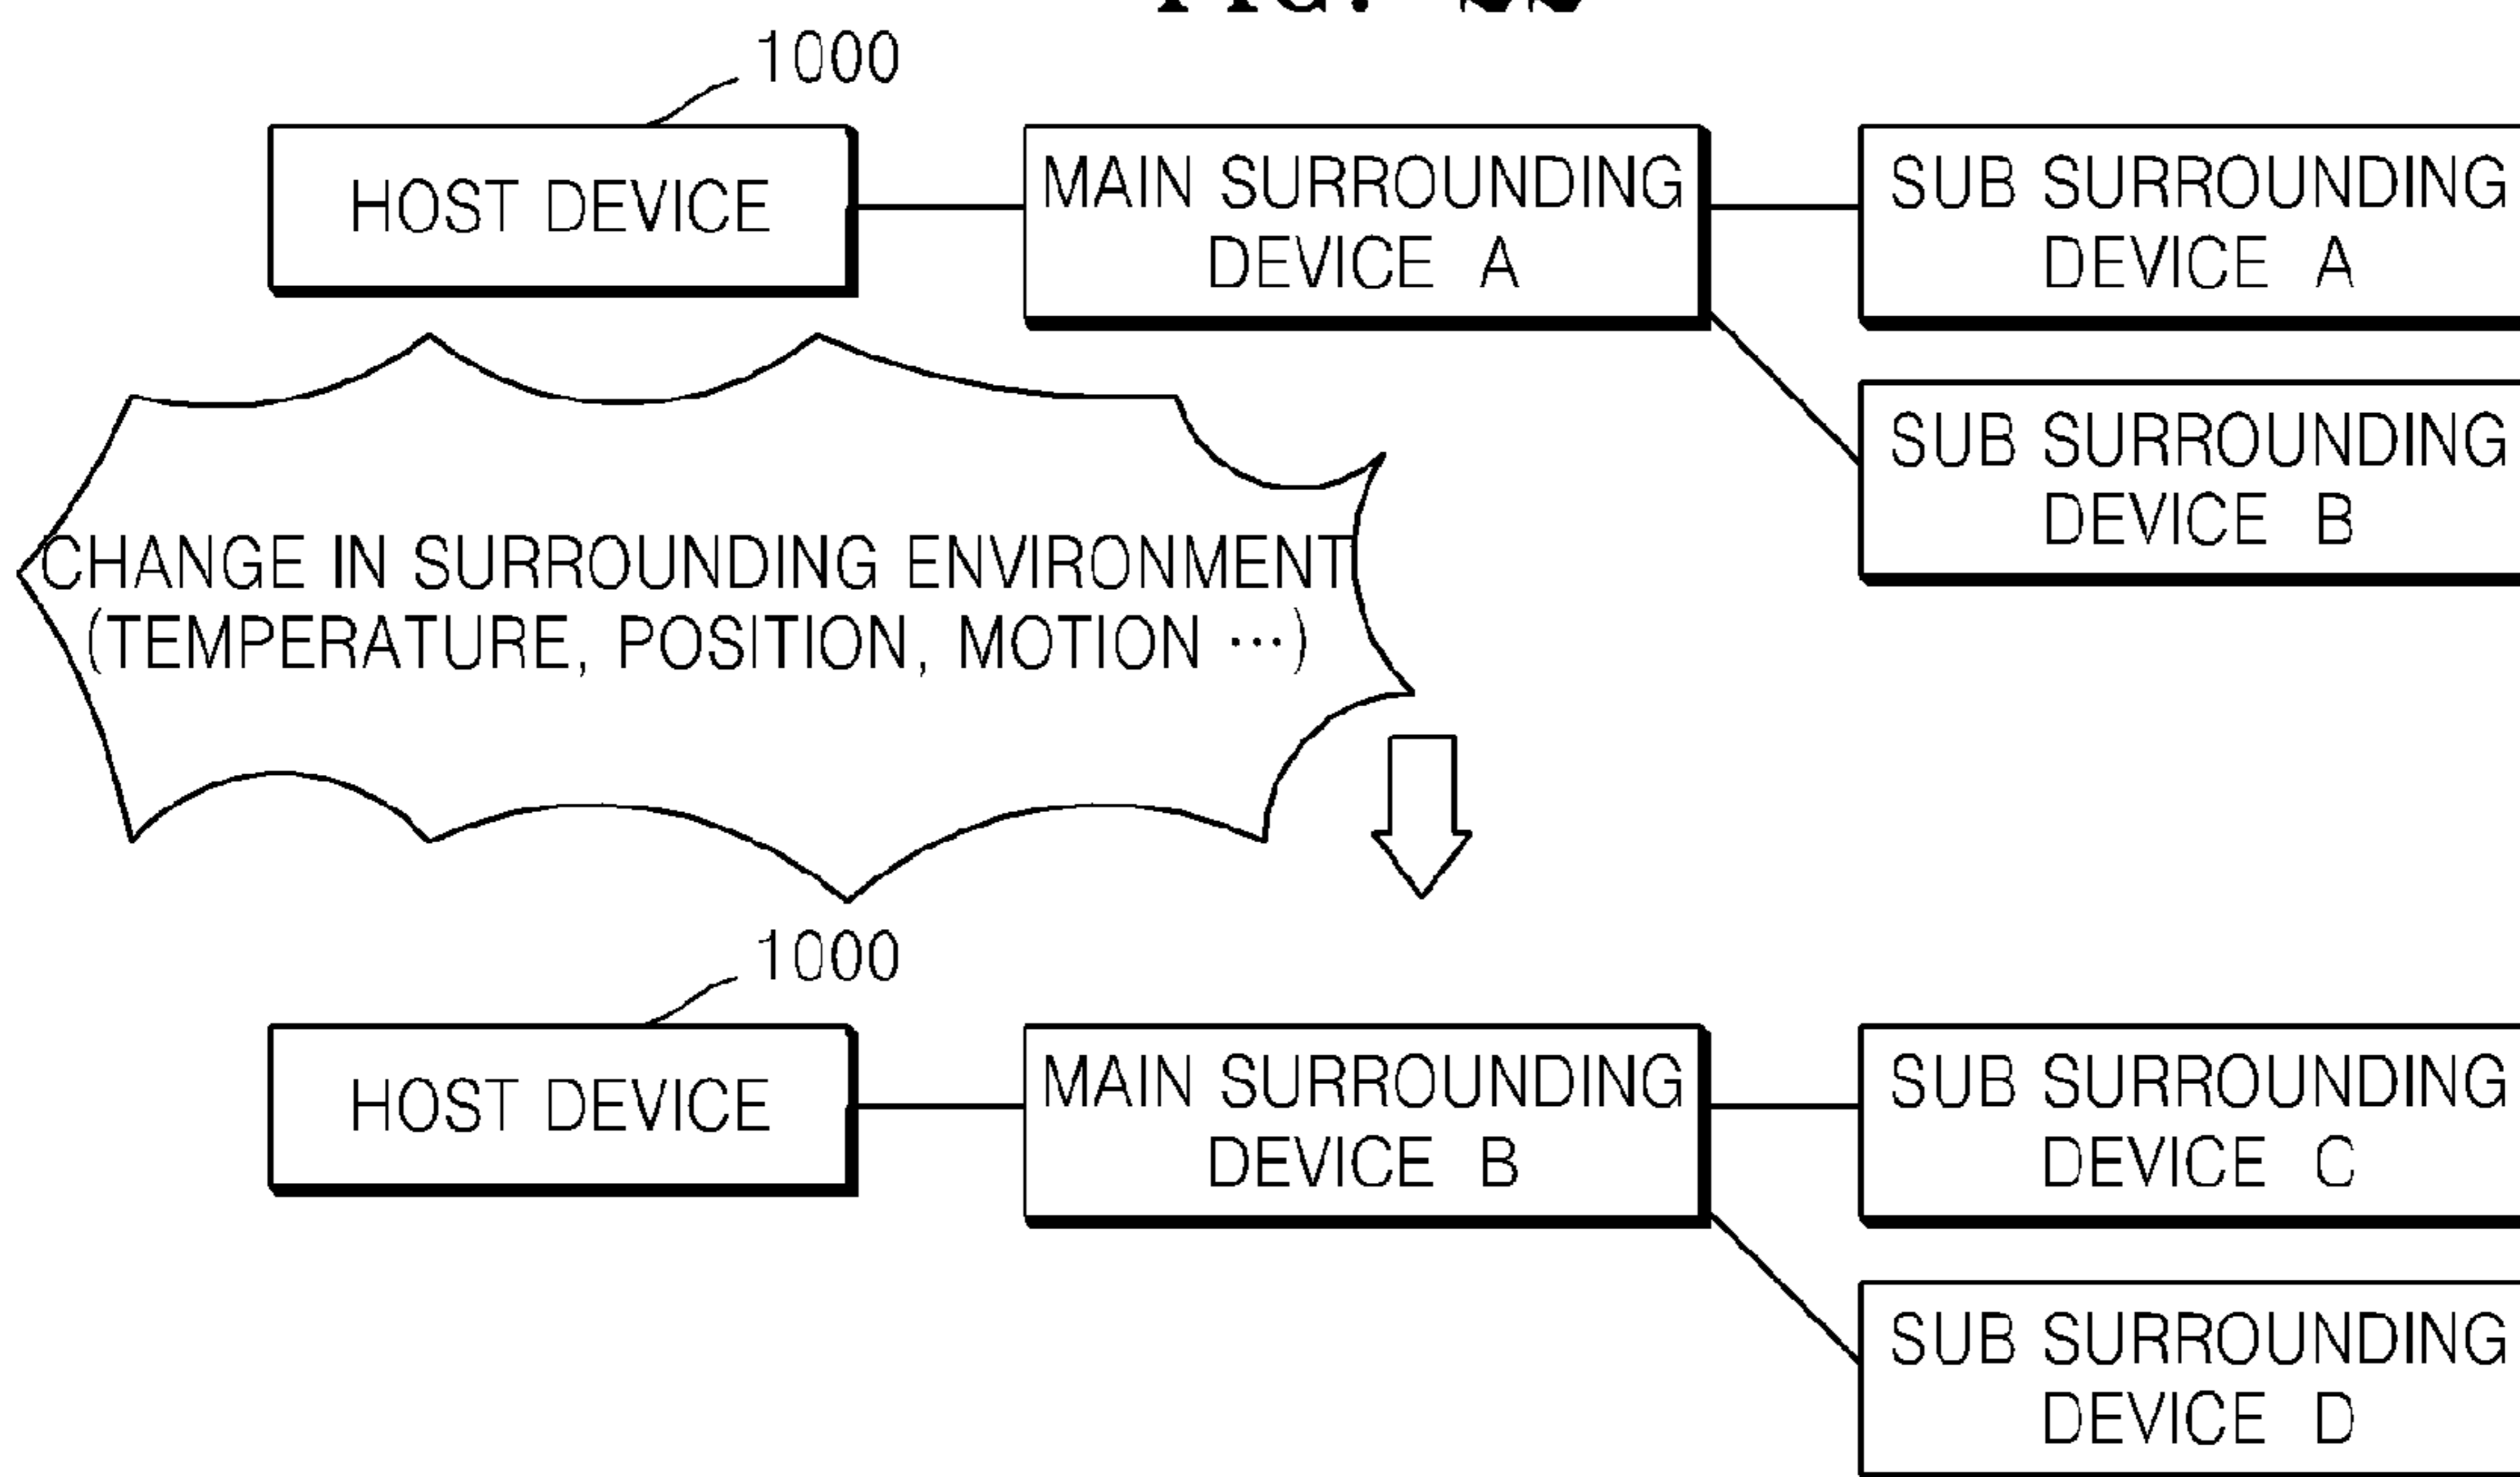 1000
HOST DEVICE
MAIN SURROUNDING
DEVICE A
SUB SURROUNDING
DEVICE A
SUB SURROUNDING
DEVICE B
CHANGE IN SURROUNDING ENVIRONMENT
(TEMPERATURE, POSITION, MOTION ···)
1000
HOST DEVICE
MAIN SURROUNDING
DEVICE B
SUB SURROUNDING
DEVICE C
SUB SURROUNDING
DEVICE D